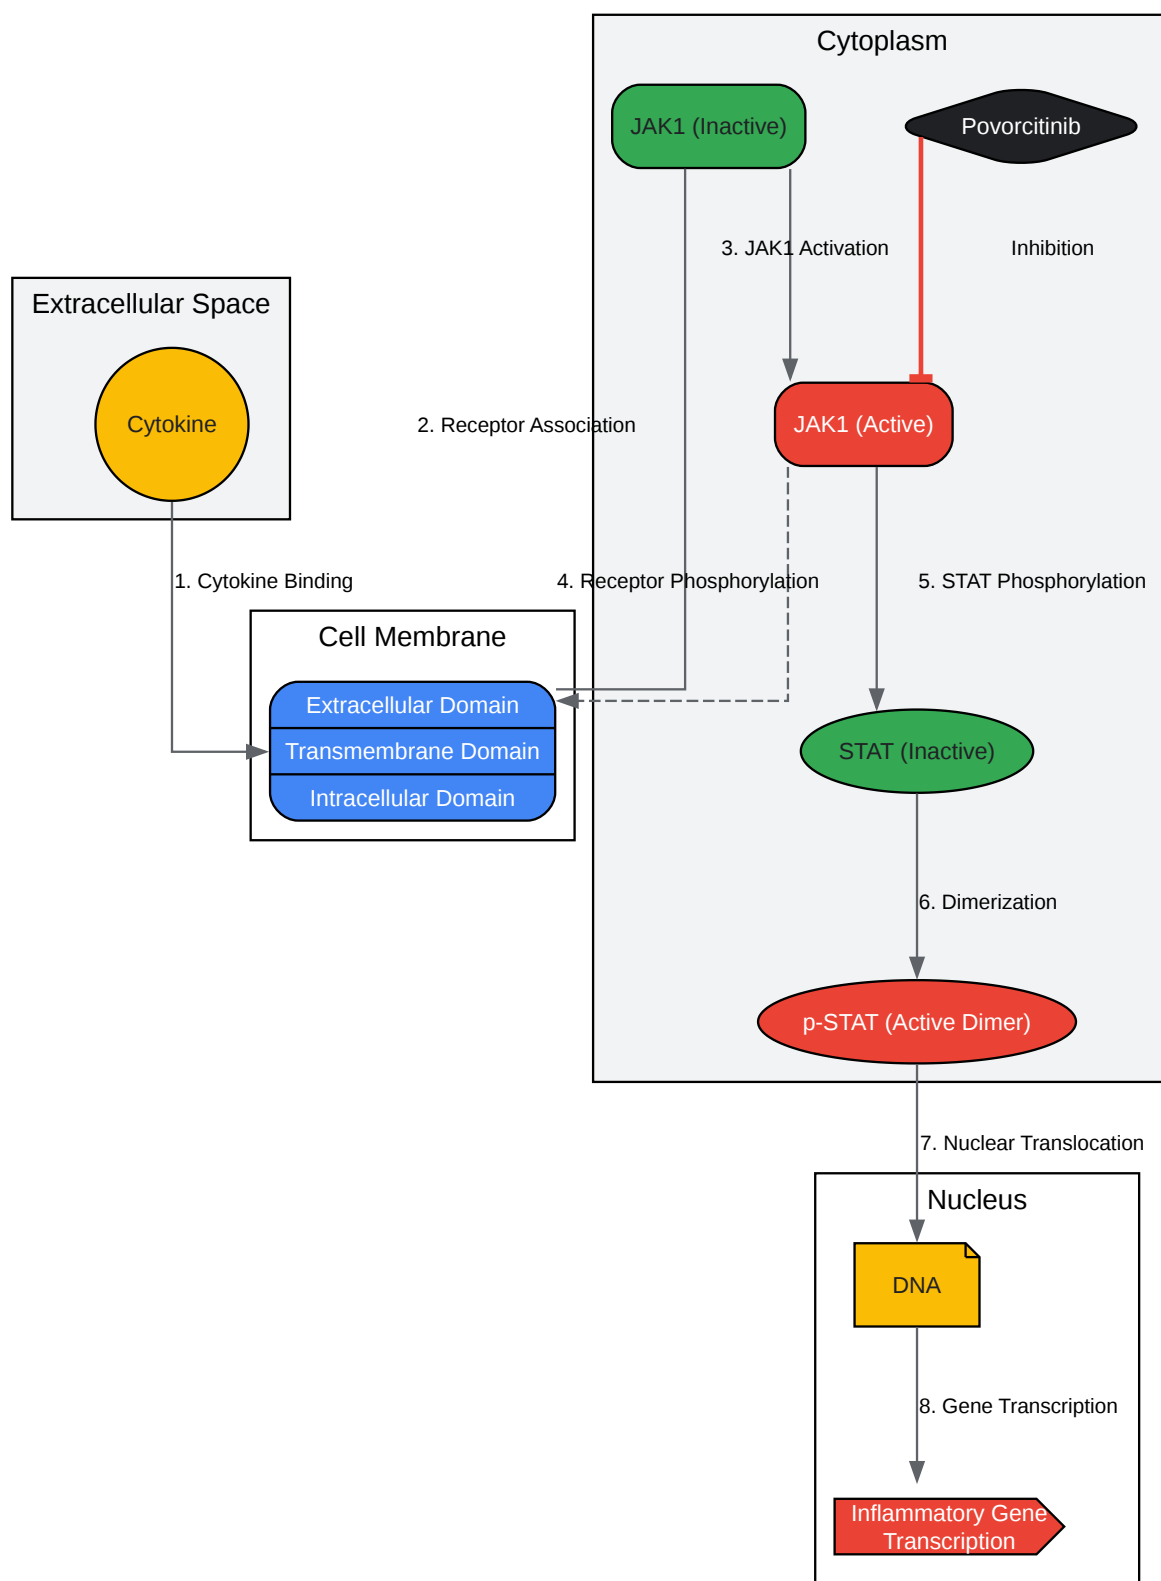 Cytoplasm
JAK1 (Inactive)
Povorcitinib
3. JAK1 Activation
Inhibition
Extracellular Space
Cytokine
2. Receptor Association
JAK1 (Active)
1. Cytokine Binding
4. Receptor Phosphorylation
5. STAT Phosphorylation
Cell Membrane
Extracellular Domain
Transmembrane Domain
Intracellular Domain
STAT (Inactive)
6. Dimerization
p-STAT (Active Dimer)
7. Nuclear Translocation
Nucleus
DNA
8. Gene Transcription
Inflammatory Gene
Transcription